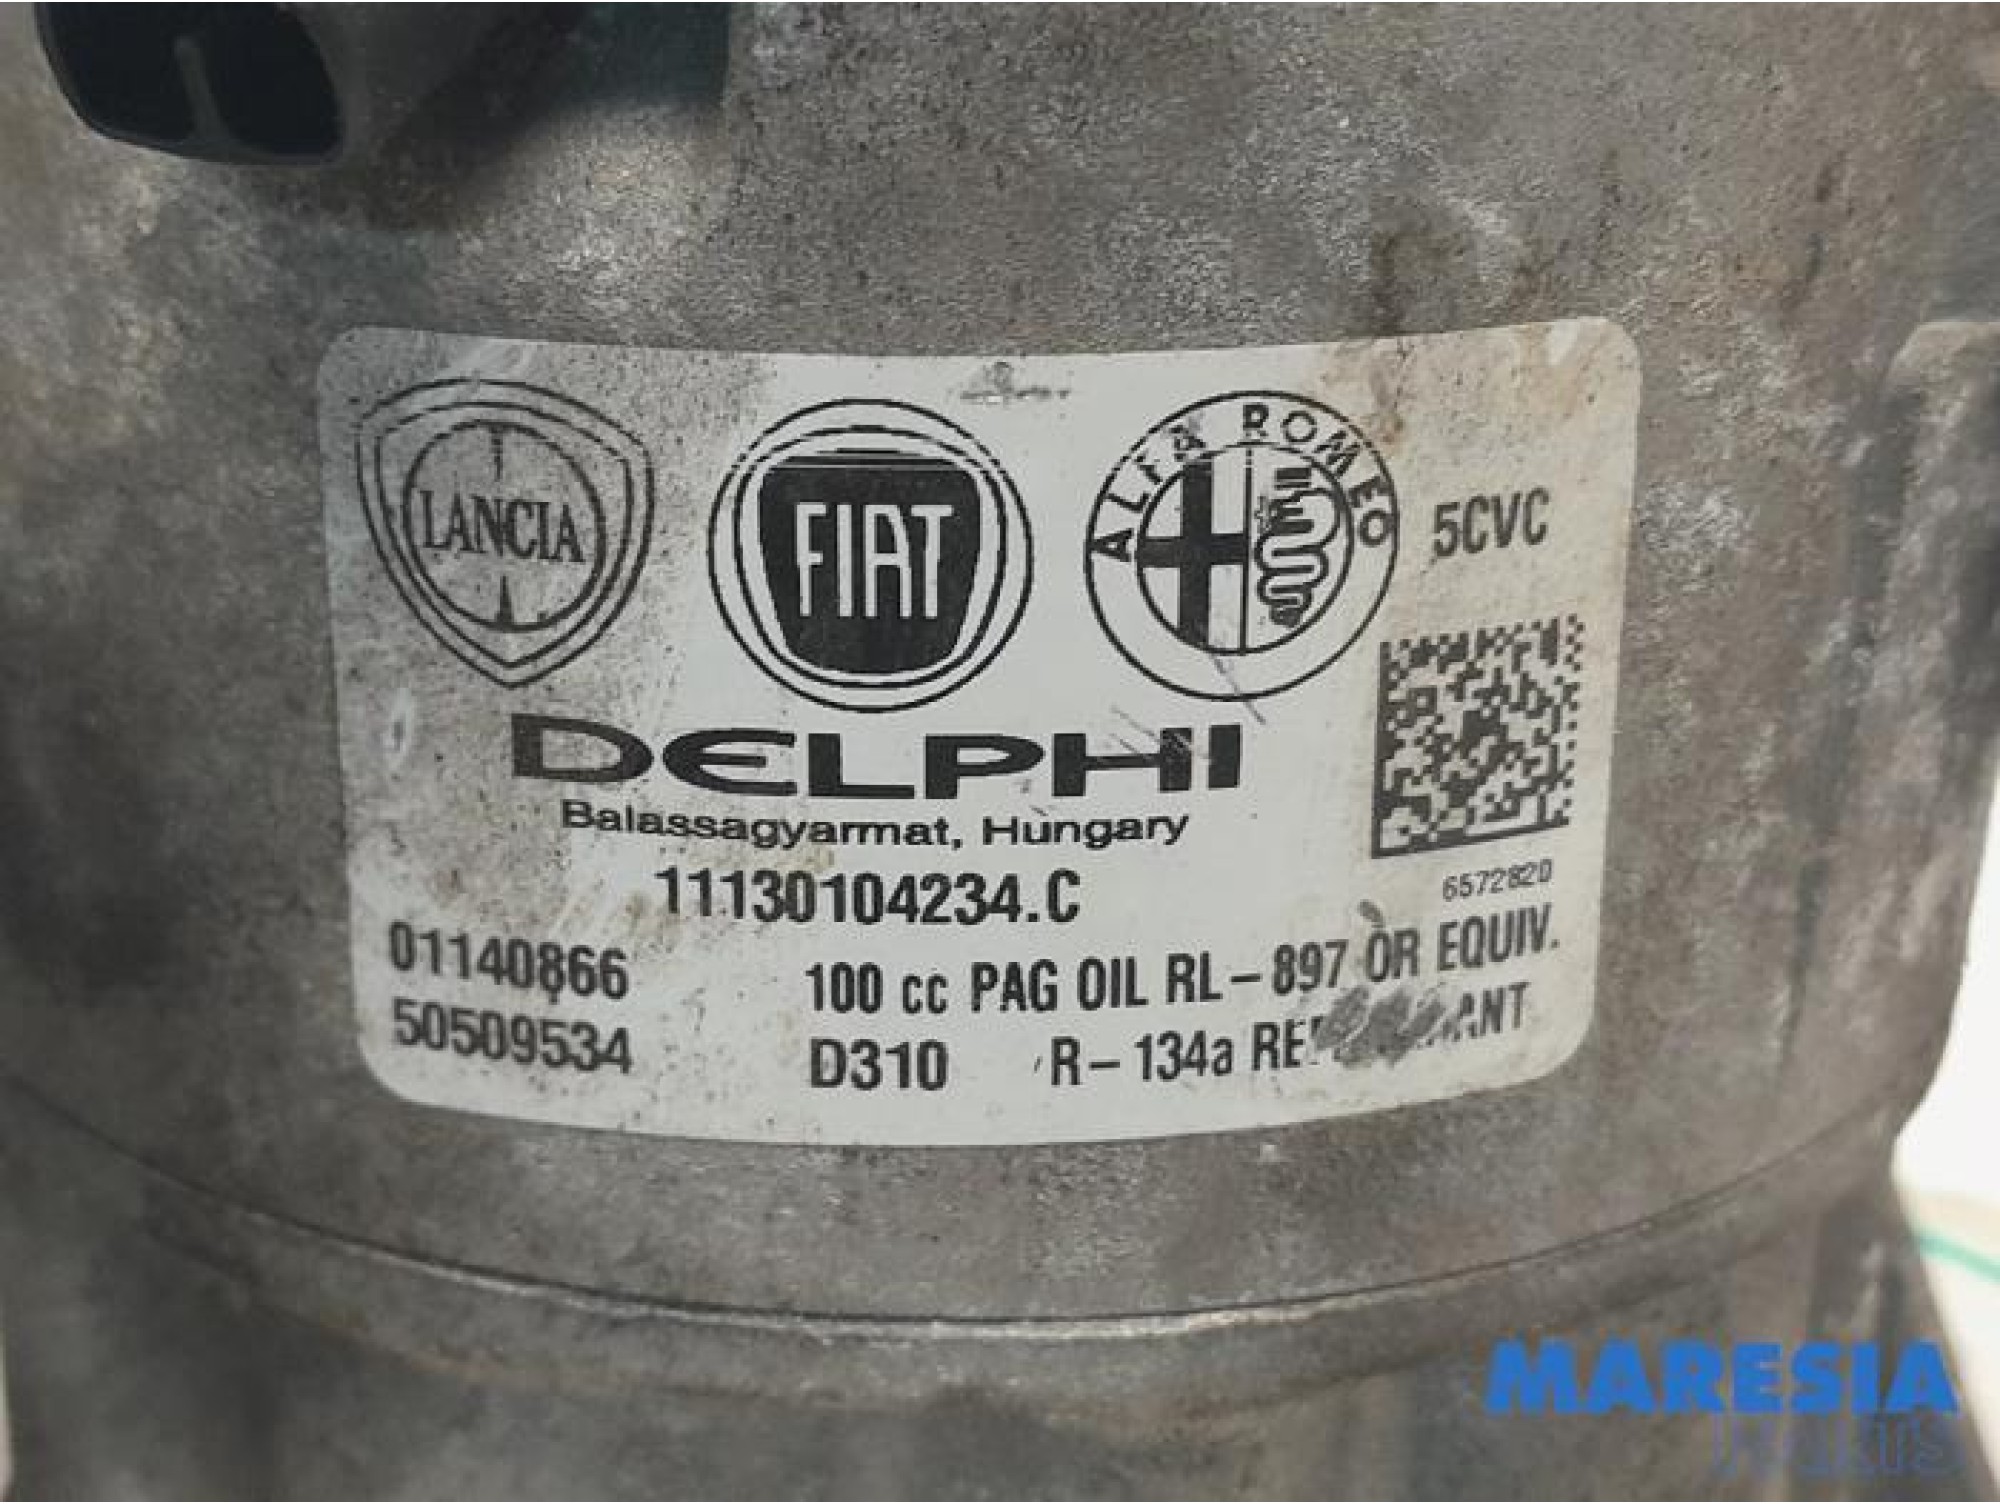 LANCIA
FIAT
ALFA ROMEO
5CVC
DELPHI
Balassagyarmat, Hungary
11130104234.C
6572820
01140866
100 cc PAG OIL RL-897 OR EQUIV.
50509534
D310 R-134a
MARESIA
PARTS